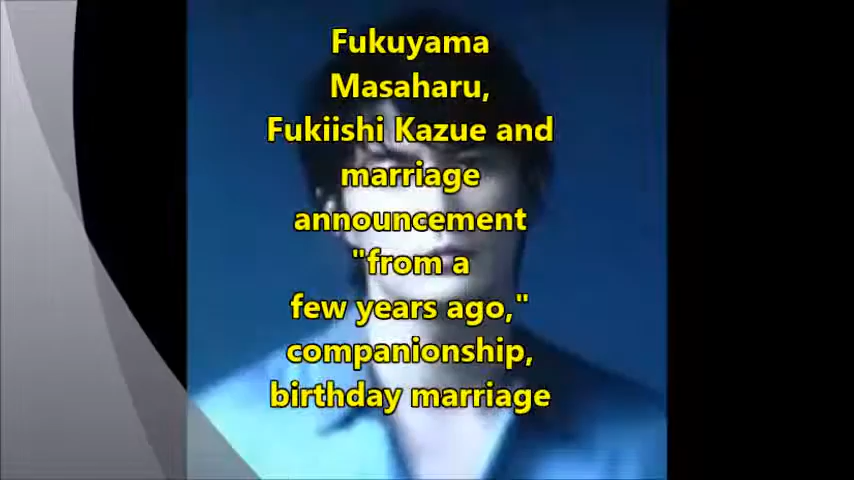 Fukuyama
Masaharu,
Fukiishi Kazue and
marriage
announcement
"from a
few years ago,"
companionship,
birthday marriage